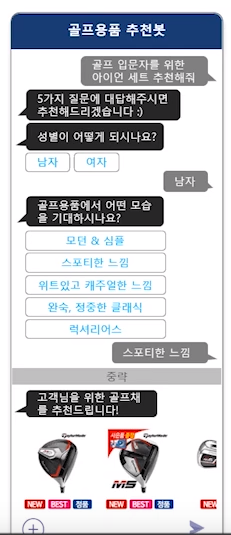 골프용품 추천봇
골프 입문자를 위한
아이언 세트 추천해줘
5가지 질문에 대답해주시면
추천해드리겠습니다 :)
성별이 어떻게 되시나요?
남자 여자
남자
골프용품에서 어떤 모습
을 기대하시나요?
모던 & 심플
스포티한 느낌
위트있고 캐주얼한 느낌
완숙, 정중한 클래식
럭셔리어스
스포티한 느낌
중략
고객님을 위한 골프채
를 추천드립니다!
TaylorMade TaylorMade
M5
NEW BEST 정품 NEW BEST 정품 NEW